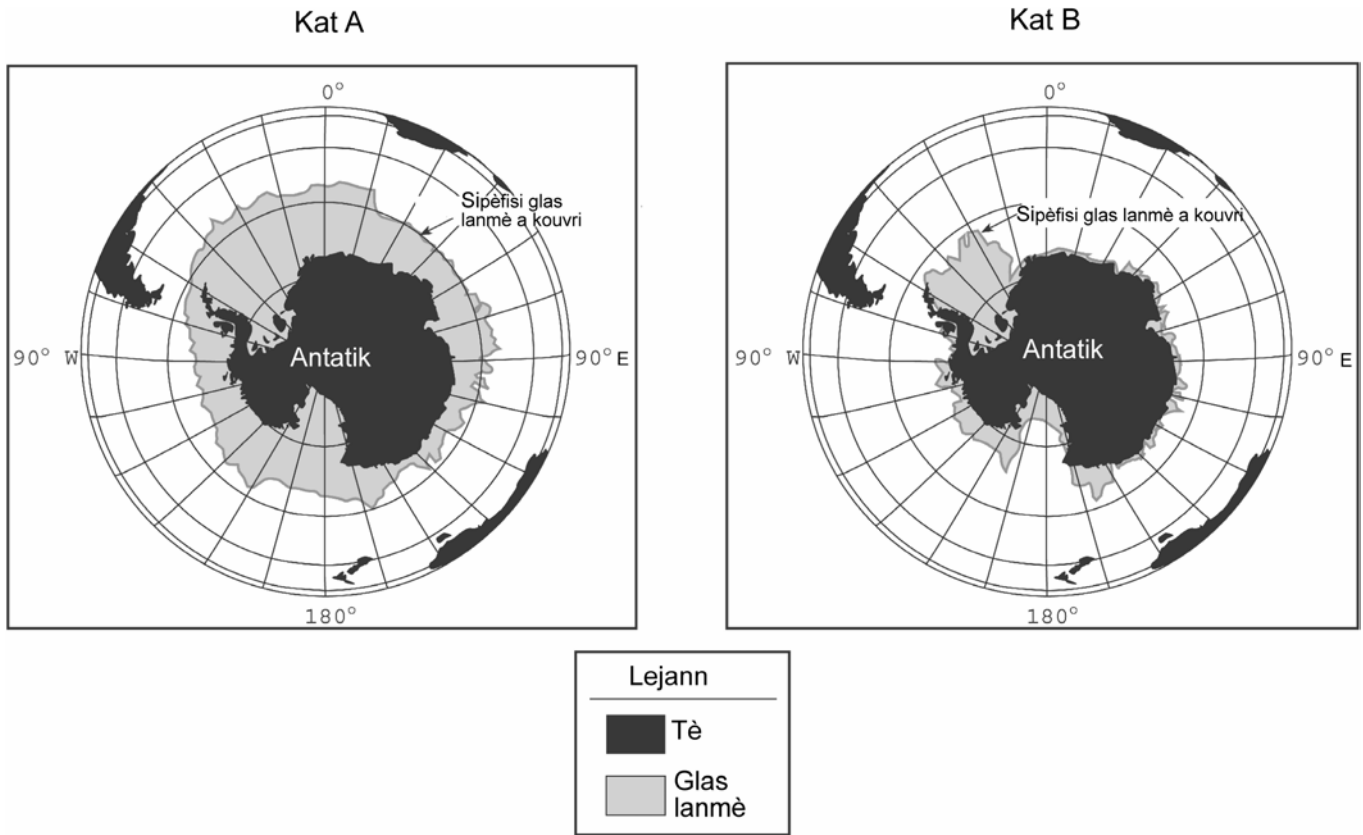 Kat A
0°
Sipèfisi glas
lanmè a kouvri
90° W
Antatik
90° E
180°
Kat B
0°
Sipèfisi glas lanmè a kouvri
90° W
Antatik
90° E
180°
Lejann
Tè
Glas
lanmè